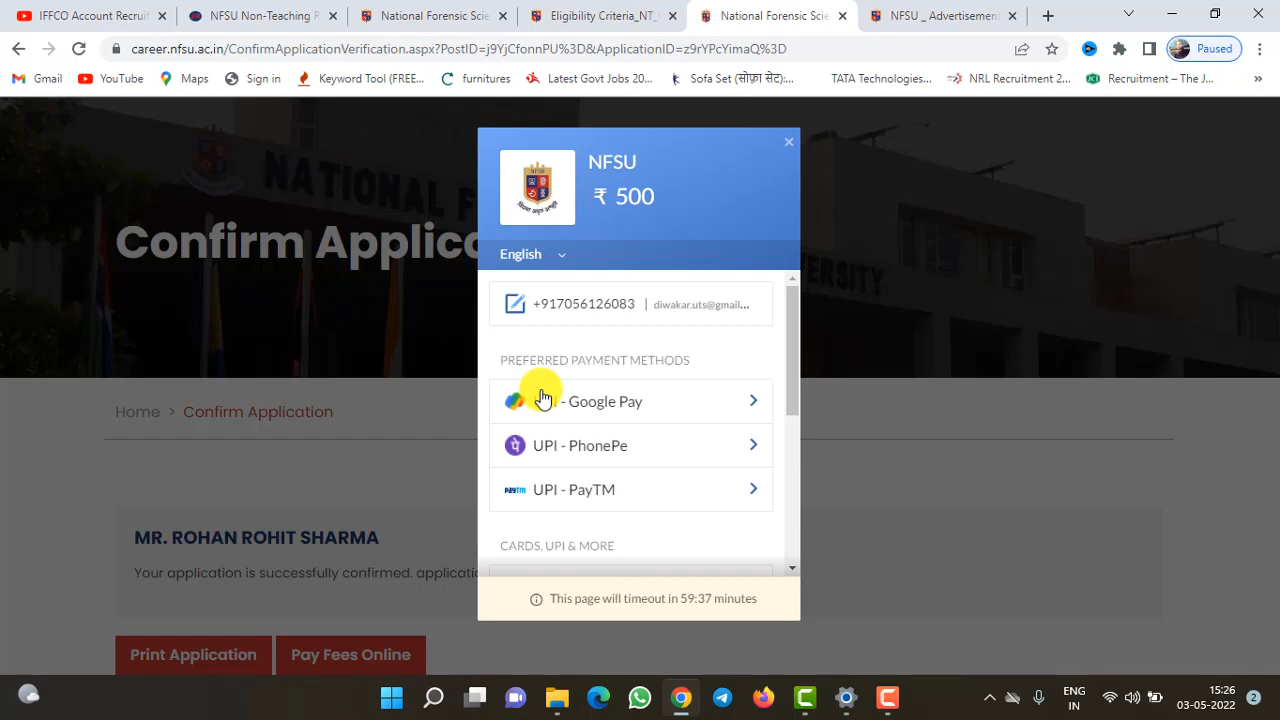 IFFCO Account Recruit
NFSU Non-Teaching R
National Forensic Scie
Eligibility Criteria_NT_
National Forensic Scie
NFSU _ Advertisemen
career.nfsu.ac.in/ConfirmApplicationVerification.aspx?PostID=j9YjCfonnPU%3D&ApplicationID=z9rYPcYimaQ%3D
Paused
Gmail
YouTube
Maps
Sign in
Keyword Tool (FREE...
furnitures
Latest Govt Jobs 20...
Sofa Sat (सोफ़ा सेट):...
TATA Technologies...
NRL Recruitment 2...
Recruitment – The J...
»
NFSU
₹ 500
English
Confirm Applica
+917056126083 | diwakar.uts@gmail...
PREFERRED PAYMENT METHODS
- Google Pay
UPI - PhonePe
UPI - PayTM
CARDS, UPI & MORE
This page will timeout in 59:37 minutes
Home > Confirm Application
MR. ROHAN ROHIT SHARMA
Your application is successfully confirmed. applicatio
Print Application
Pay Fees Online
ENG
IN
15:26
03-05-2022
2